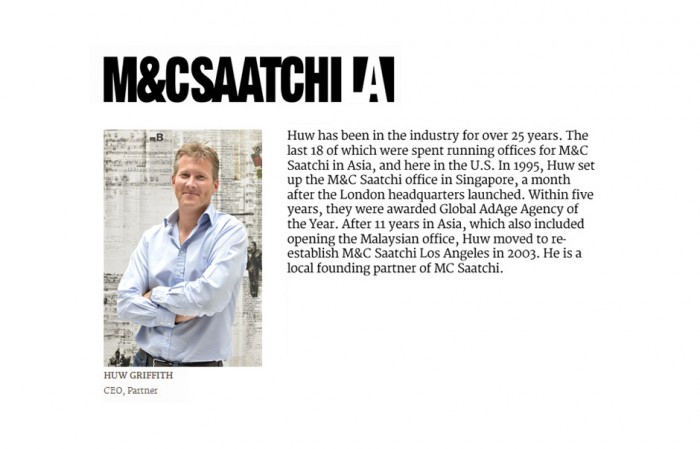 M&CSAATCHI LA
Huw has been in the industry for over 25 years. The
last 18 of which were spent running offices for M&C
Saatchi in Asia, and here in the U.S. In 1995, Huw set
up the M&C Saatchi office in Singapore, a month
after the London headquarters launched. Within five
years, they were awarded Global AdAge Agency of
the Year. After 11 years in Asia, which also included
opening the Malaysian office, Huw moved to re-
establish M&C Saatchi Los Angeles in 2003. He is a
local founding partner of MC Saatchi.
HUW GRIFFITH
CEO, Partner